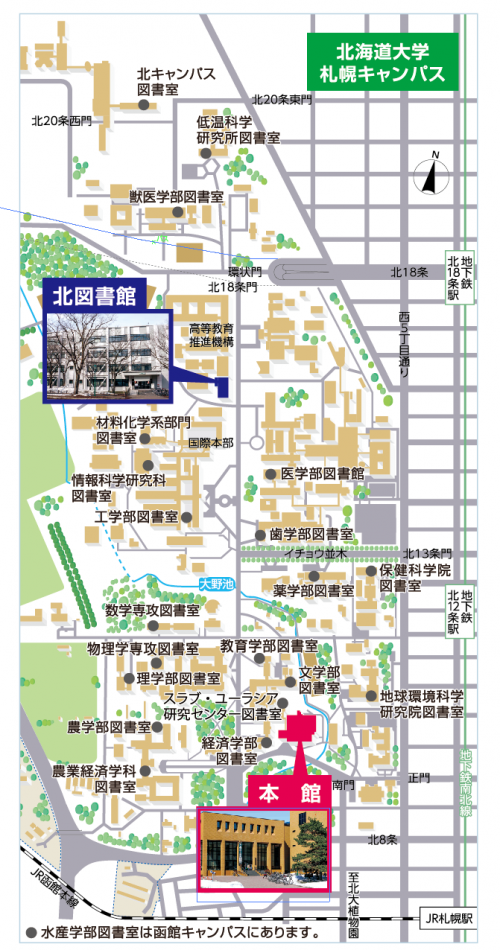 北海道大学
札幌キャンパス
北キャンパス
図書室
北20条東門
北20条西門
低温科学
研究所図書室
N
獣医学部図書室
環状門
北18条
北18条門
地下鉄
北18条駅
北図書館
高等教育
推進機構
西5丁目通り
材料化学系部門
図書室
国際本部
情報科学研究科
図書室
医学部図書館
工学部図書室
歯学部図書室
イチョウ並木
北13条門
保健科学院
図書室
大野池
薬学部図書室
地下鉄
北12条駅
数学専攻図書室
物理学専攻図書室
教育学部図書室
理学部図書室
文学部
図書室
スラブ・ユーラシア
研究センター図書室
地球環境科学
研究院図書室
農学部図書室
経済学部
図書室
地下鉄南北線
農業経済学科
図書室
本館
南門
正門
北8条
JR函館本線
至北大植物園
JR札幌駅
水産学部図書室は函館キャンパスにあります。